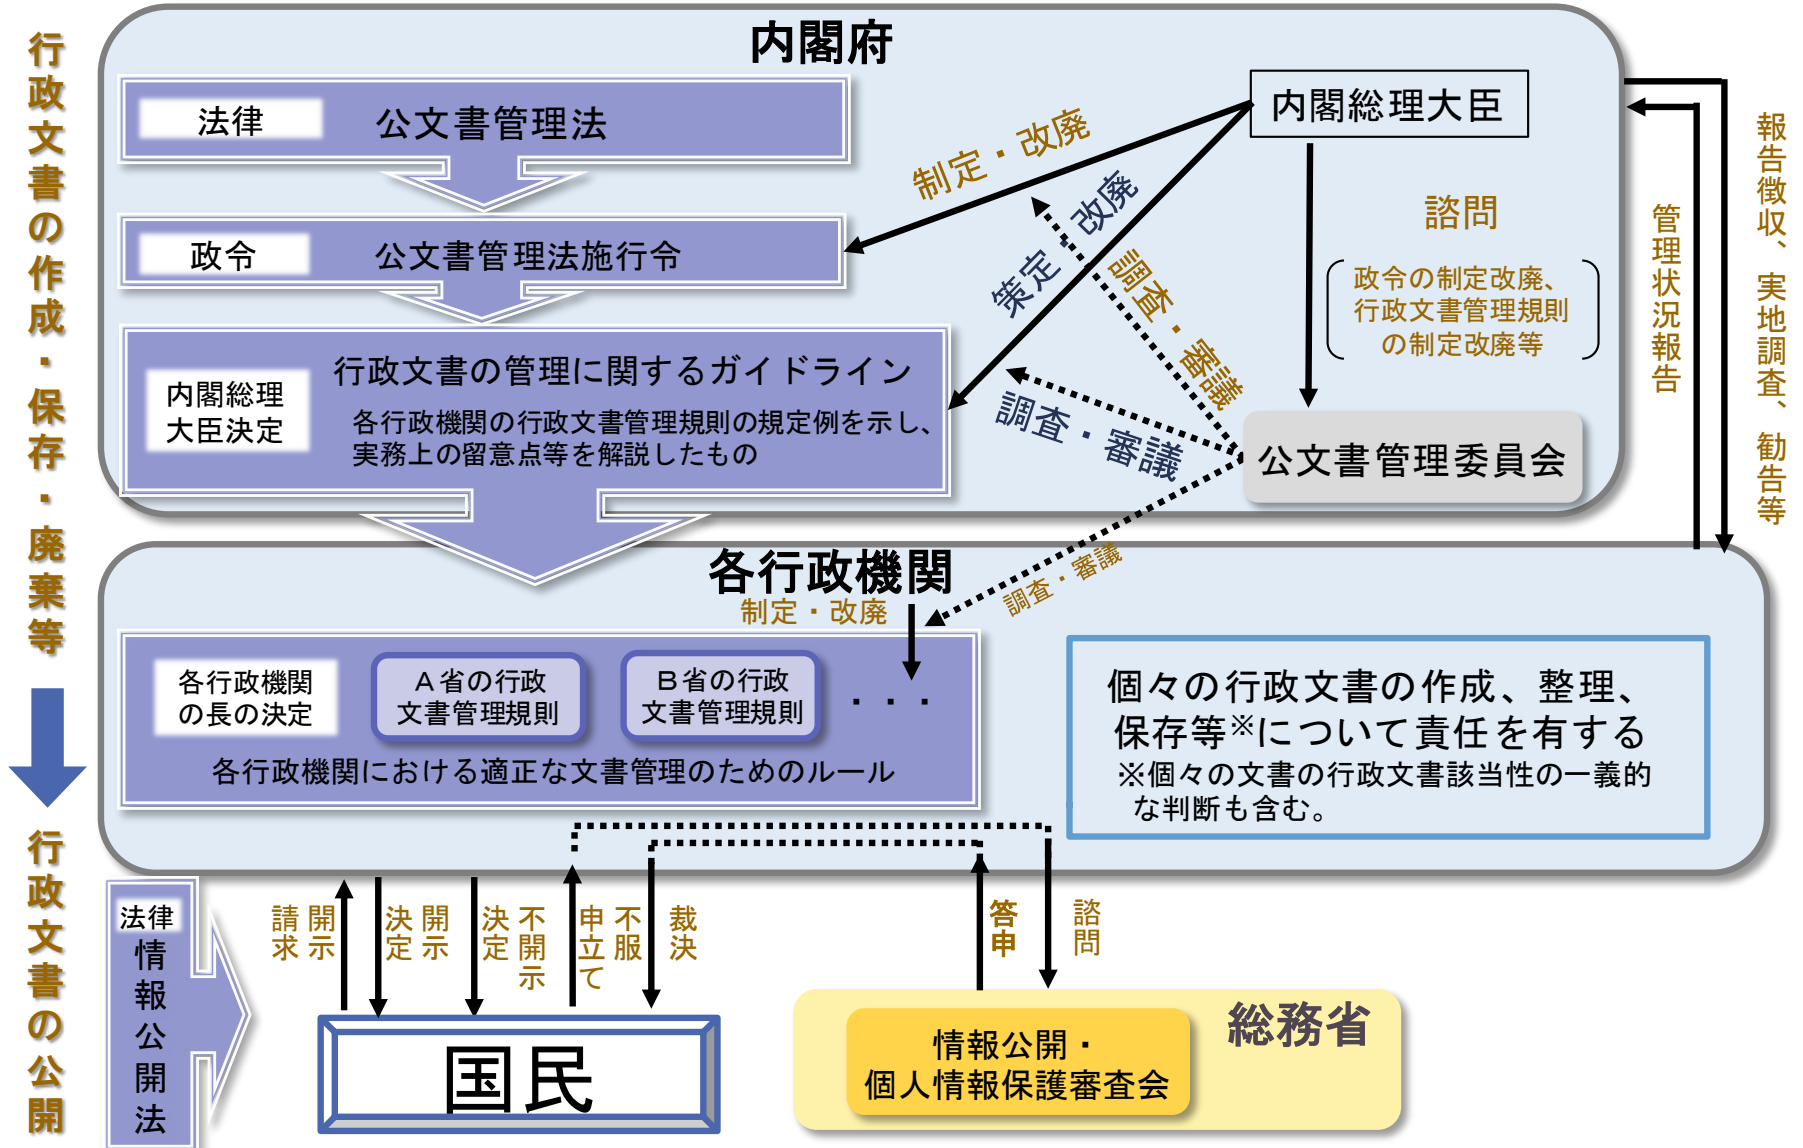 行政文書の作成・保存・廃棄等
行政文書の公開
内閣府
法律
公文書管理法
政令
公文書管理法施行令
内閣総理
大臣決定
行政文書の管理に関するガイドライン
各行政機関の行政文書管理規則の規定例を示し、
実務上の留意点等を解説したもの
内閣総理大臣
制定・改廃
策定・改廃
調査・審議
調査・審議
調査・審議
諮問
政令の制定改廃、
行政文書管理規則
の制定改廃等
公文書管理委員会
管理状況報告
報告徴収、実地調査、勧告等
各行政機関
制定・改廃
各行政機関
の長の決定
A省の行政
文書管理規則
B省の行政
文書管理規則
・・・
各行政機関における適正な文書管理のためのルール
個々の行政文書の作成、整理、
保存等※について責任を有する
※個々の文書の行政文書該当性の一義的
な判断も含む。
法律
情報公開法
開示
請求
開示
決定
不開示
決定
不服
申立て
裁決
答申
諮問
国民
総務省
情報公開・
個人情報保護審査会